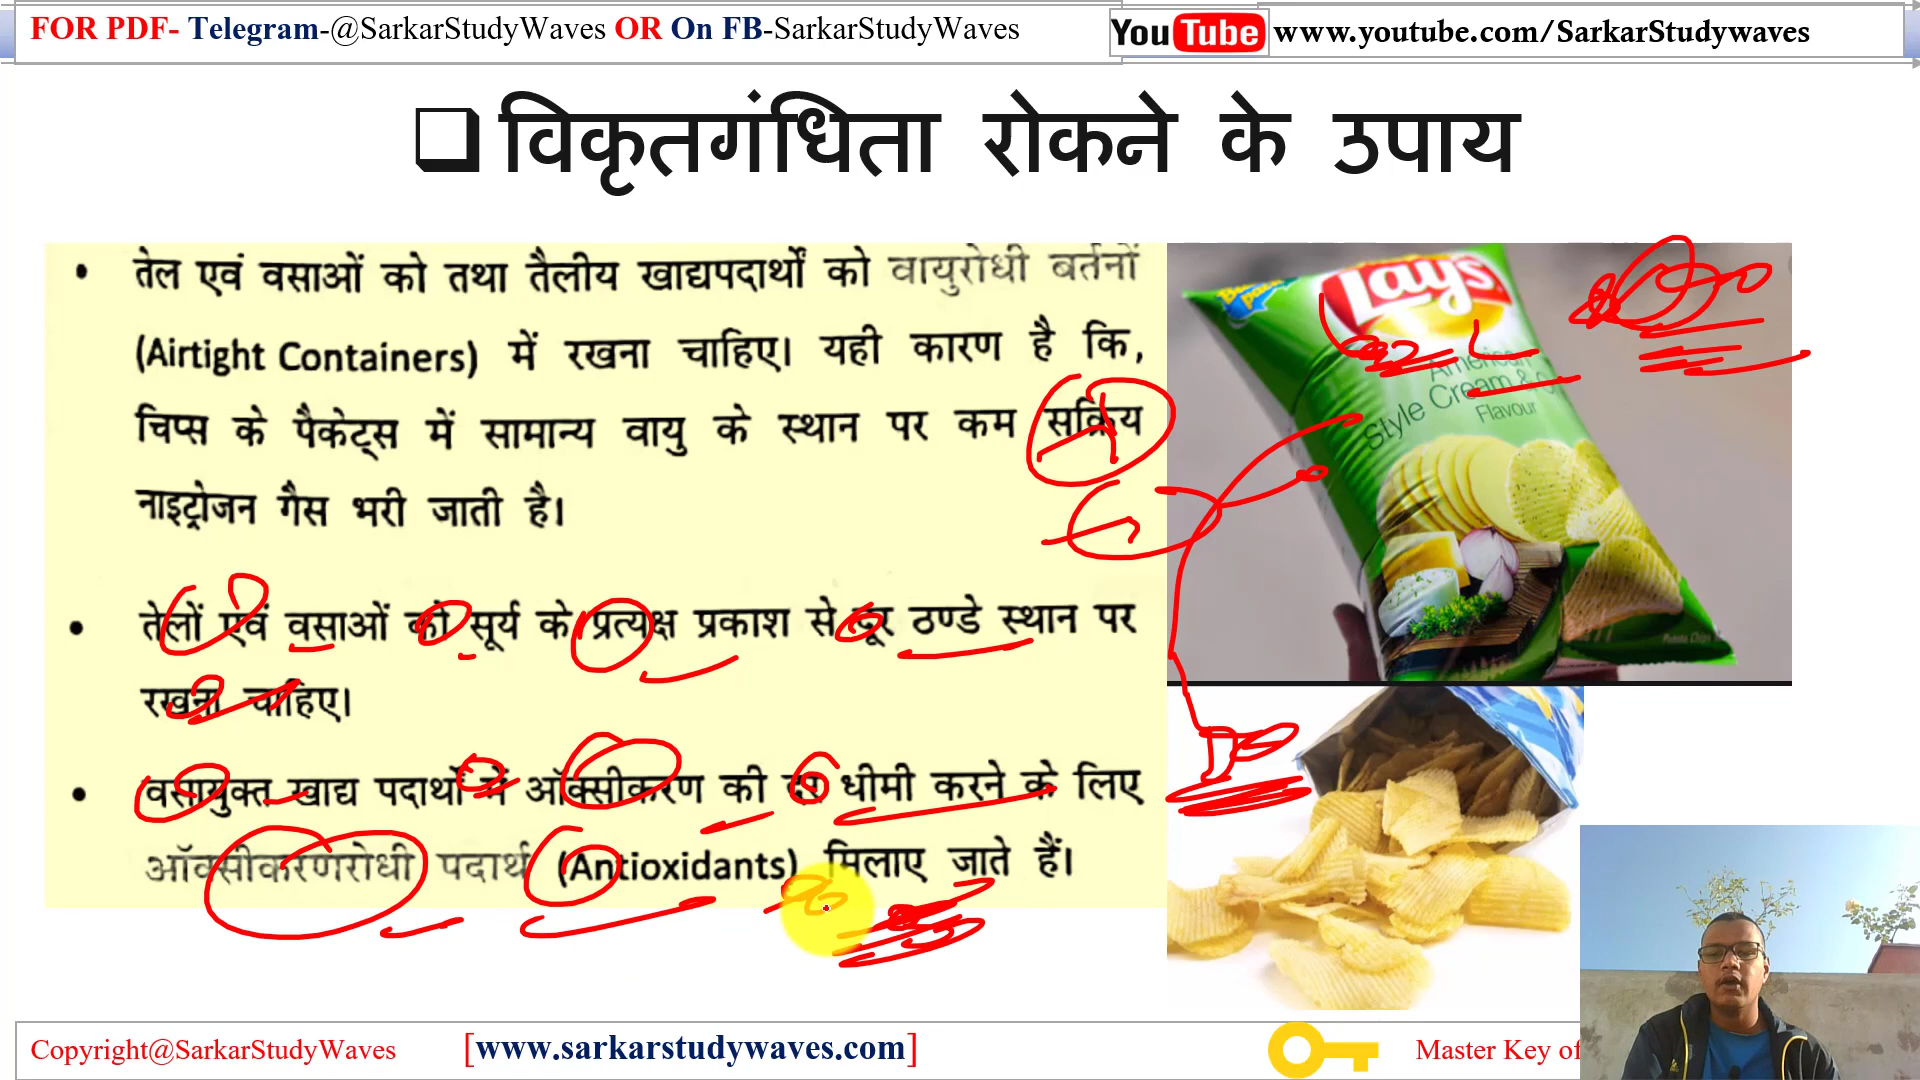 FOR PDF- Telegram-@SarkarStudyWaves OR On FB-SarkarStudyWaves
YouTube www.youtube.com/SarkarStudywaves
विकृतगंधिता रोकने के उपाय
• तेल एवं वसाओं को तथा तैलीय खाद्यपदार्थों को वायुरोधी बर्तनों
(Airtight Containers) में रखना चाहिए। यही कारण है कि,
चिप्स के पैकेट्स में सामान्य वायु के स्थान पर कम सक्रिय
नाइट्रोजन गैस भरी जाती है।
• तेलों एवं वसाओं को सूर्य के प्रत्यक्ष प्रकाश से दूर ठण्डे स्थान पर
रखना चाहिए।
• वसायुक्त खाद्य पदार्थों में ऑक्सीकरण की दर धीमी करने के लिए
ऑक्सीकरणरोधी पदार्थ (Antioxidants) मिलाए जाते हैं।
Lays
American
Style Cream &
Flavour
Copyright@SarkarStudyWaves
[www.sarkarstudywaves.com]
Master Key of